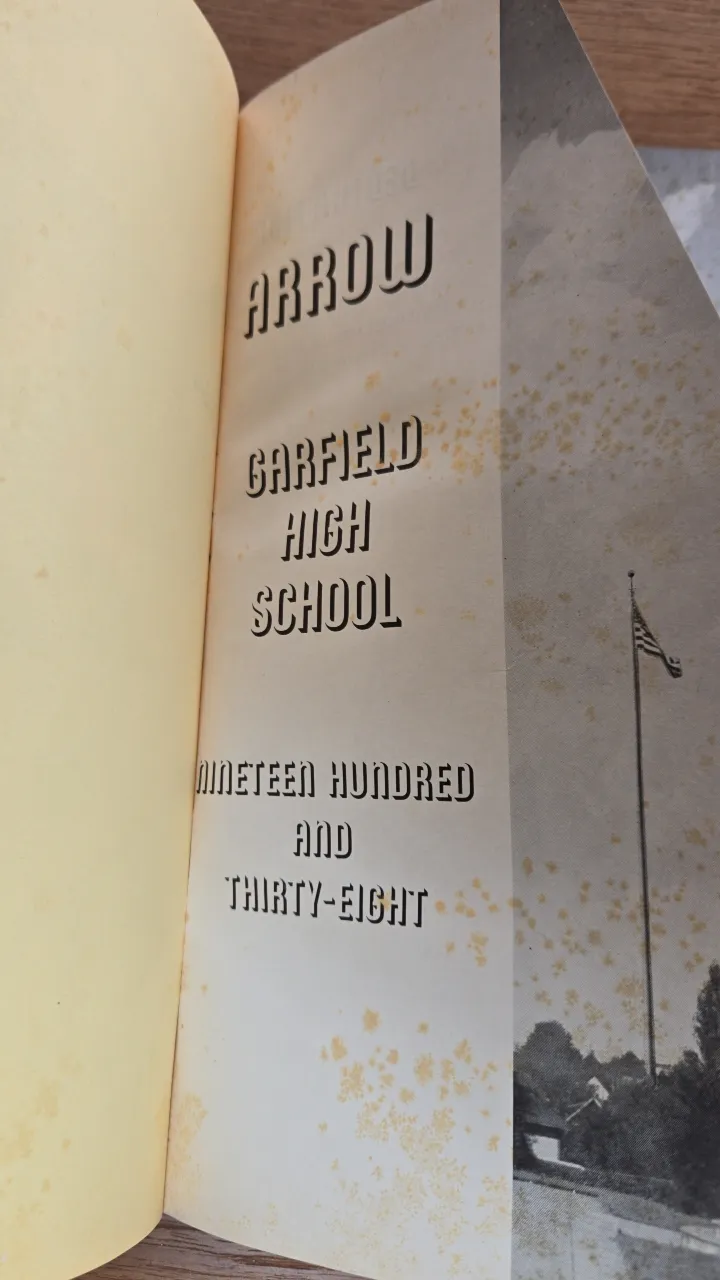 ARROW
GARFIELD
HIGH
SCHOOL
NINETEEN HUNDRED
AND
THIRTY-EIGHT